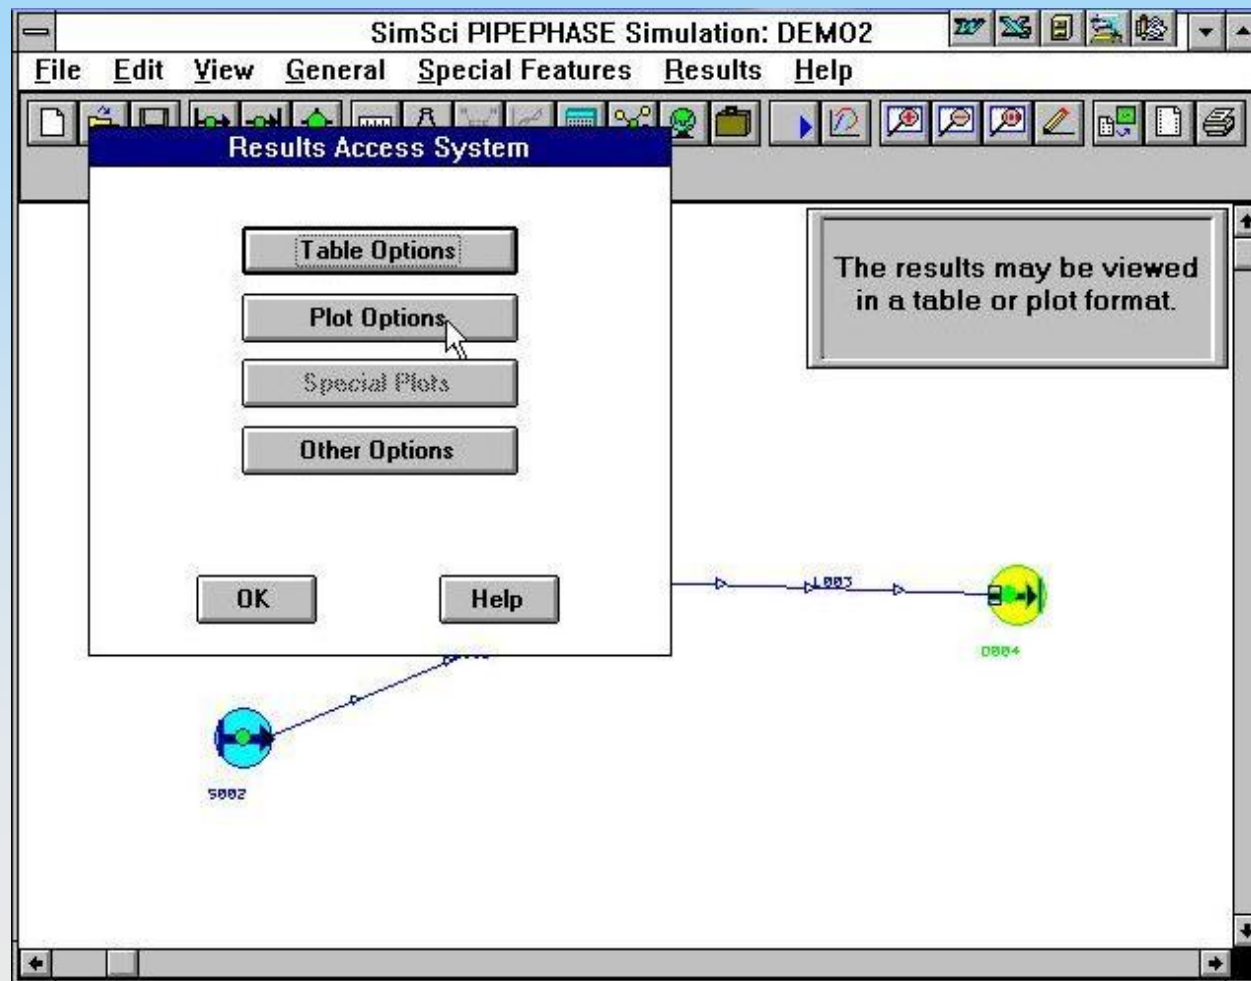 SimSci PIPEPHASE Simulation: DEMO2
File Edit View General Special Features Results Help
Results Access System
Table Options
Plot Options
Special Plots
Other Options
OK Help
The results may be viewed
in a table or plot format.
L003
D004
S002